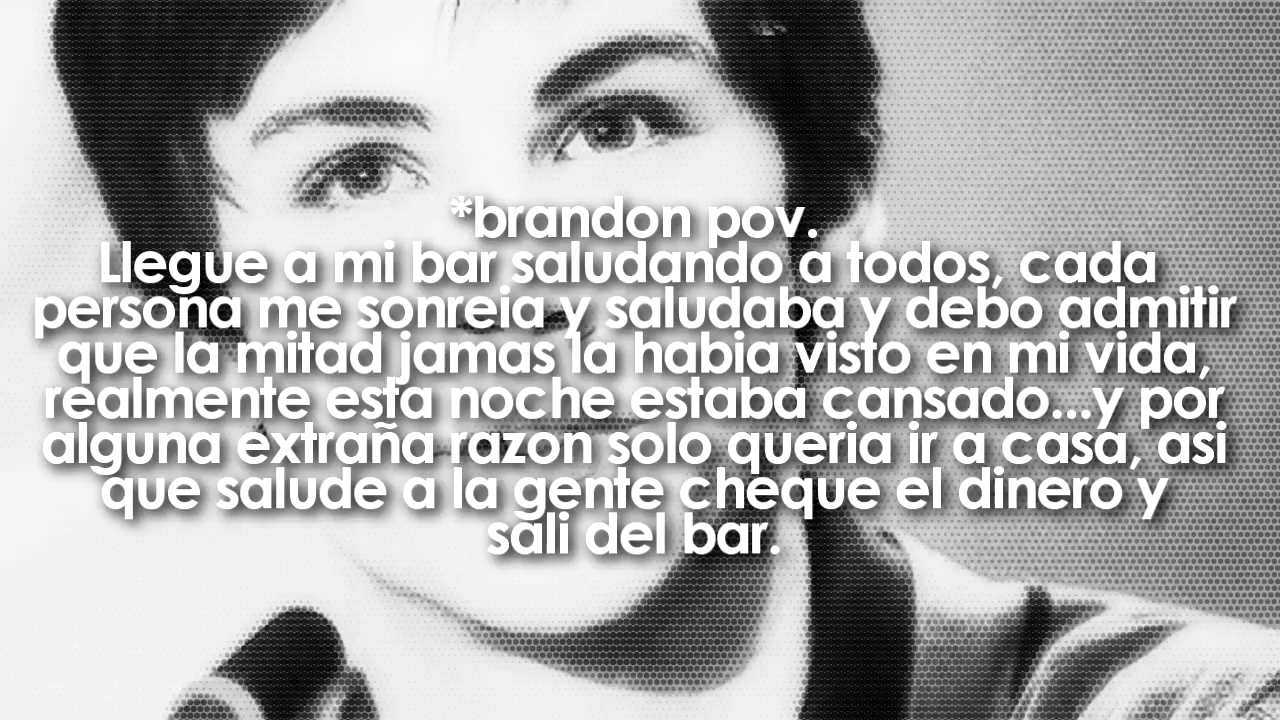 *brandon pov.
Llegue a mi bar saludando a todos, cada
persona me sonreia y saludaba y debo admitir
que la mitad jamas la habia visto en mi vida,
realmente esta noche estaba cansado...y por
alguna extraña razon solo queria ir a casa, asi
que salude a la gente cheque el dinero y
sali del bar.